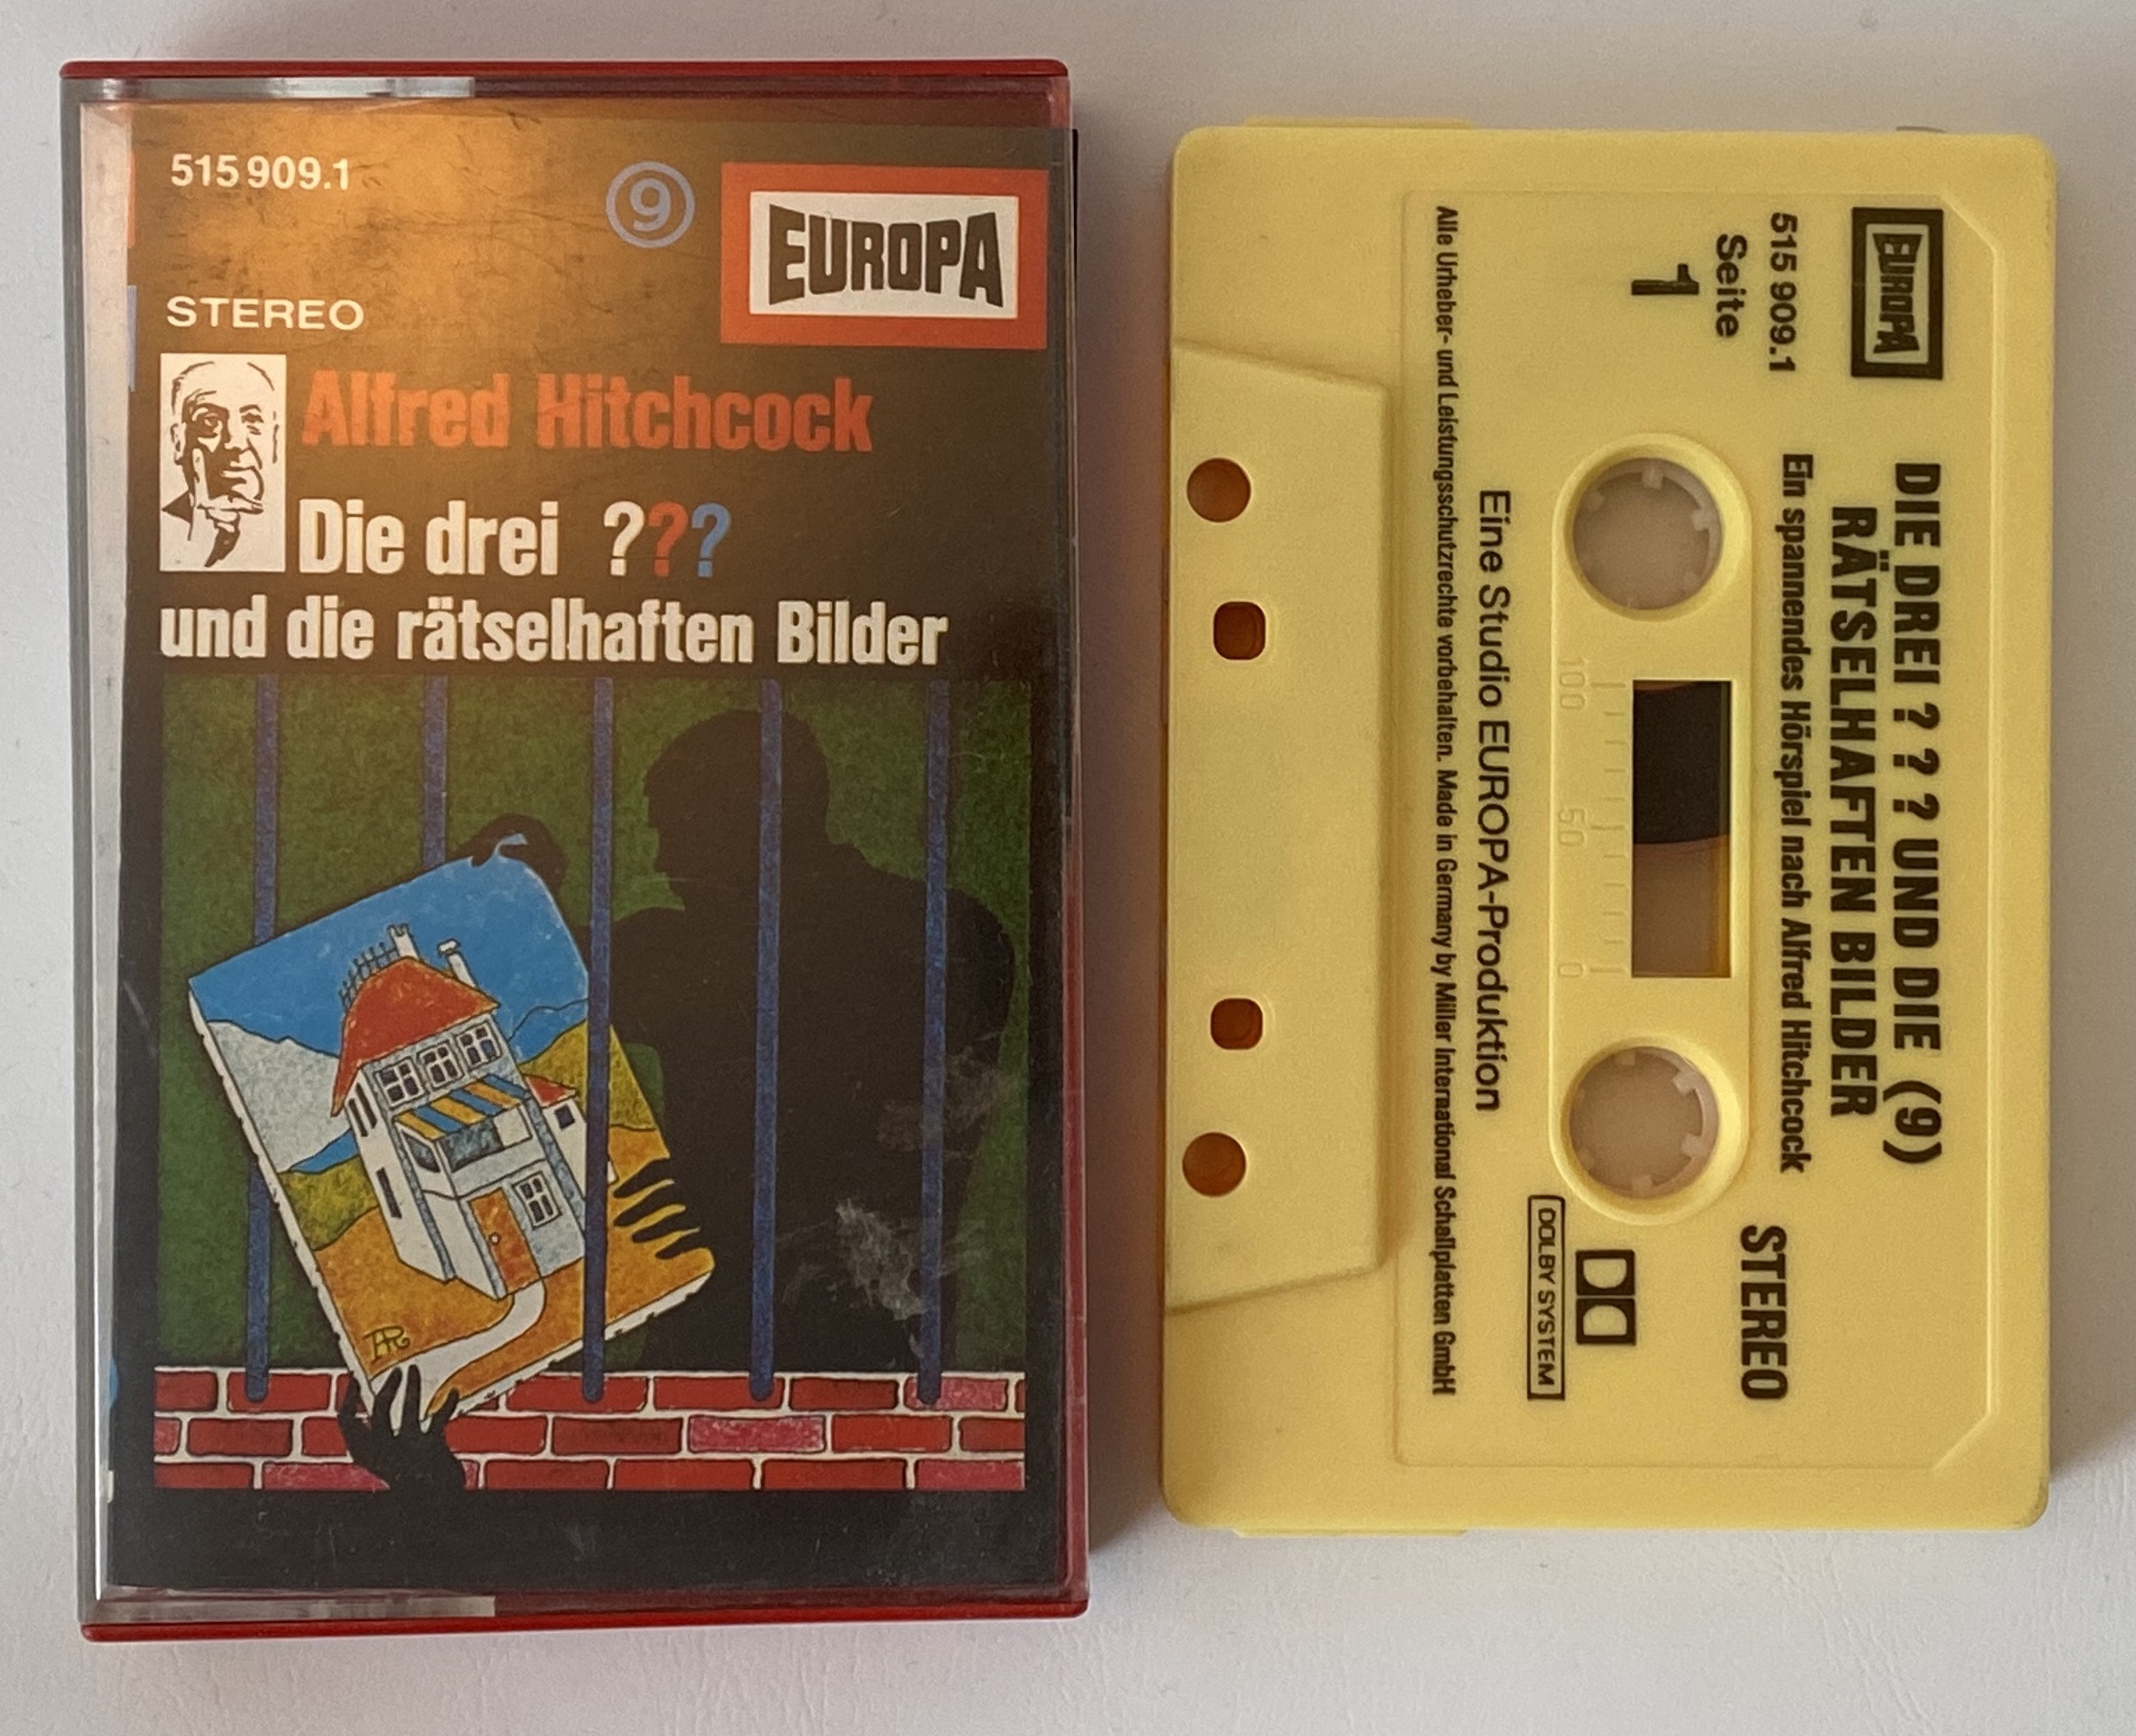 515 909.1
9
EUROPA
STEREO
Alfred Hitchcock
Die drei ???
und die rätselhaften Bilder
AR
EUROPA
515 909.1
Seite
1
DIE DREI ? ? ? UND DIE (9)
RÄTSELHAFTEN BILDER
Ein spannendes Hörspiel nach Alfred Hitchcock
STEREO
100 50 0
DOLBY SYSTEM
Eine Studio EUROPA-Produktion
Alle Urheber- und Leistungsschutzrechte vorbehalten. Made in Germany by Miller International Schallplatten GmbH